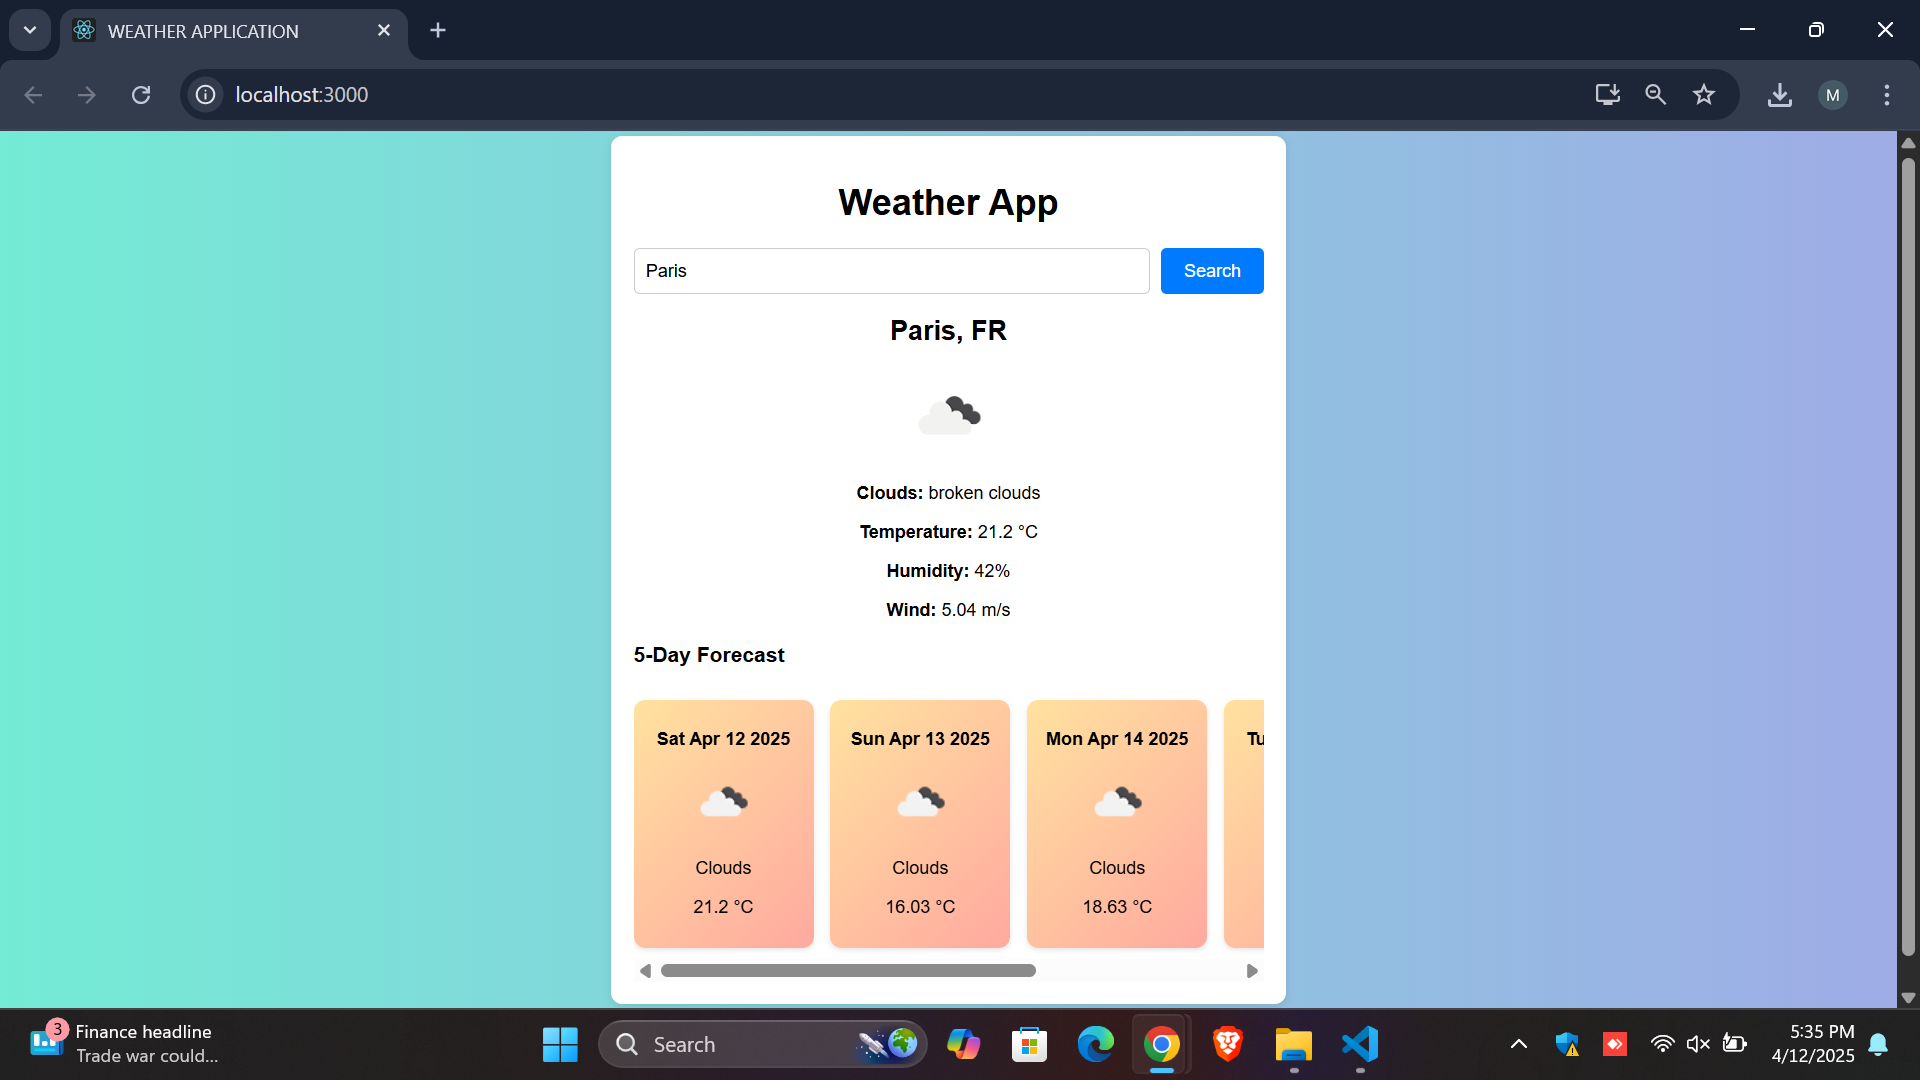 WEATHER APPLICATION
localhost:3000
M
Weather App
Paris
Search
Paris, FR
Clouds: broken clouds
Temperature: 21.2 °C
Humidity: 42%
Wind: 5.04 m/s
5-Day Forecast
Sat Apr 12 2025
Clouds
21.2 °C
Sun Apr 13 2025
Clouds
16.03 °C
Mon Apr 14 2025
Clouds
18.63 °C
Tu
3
Finance headline
Trade war could...
Search
5:35 PM
4/12/2025